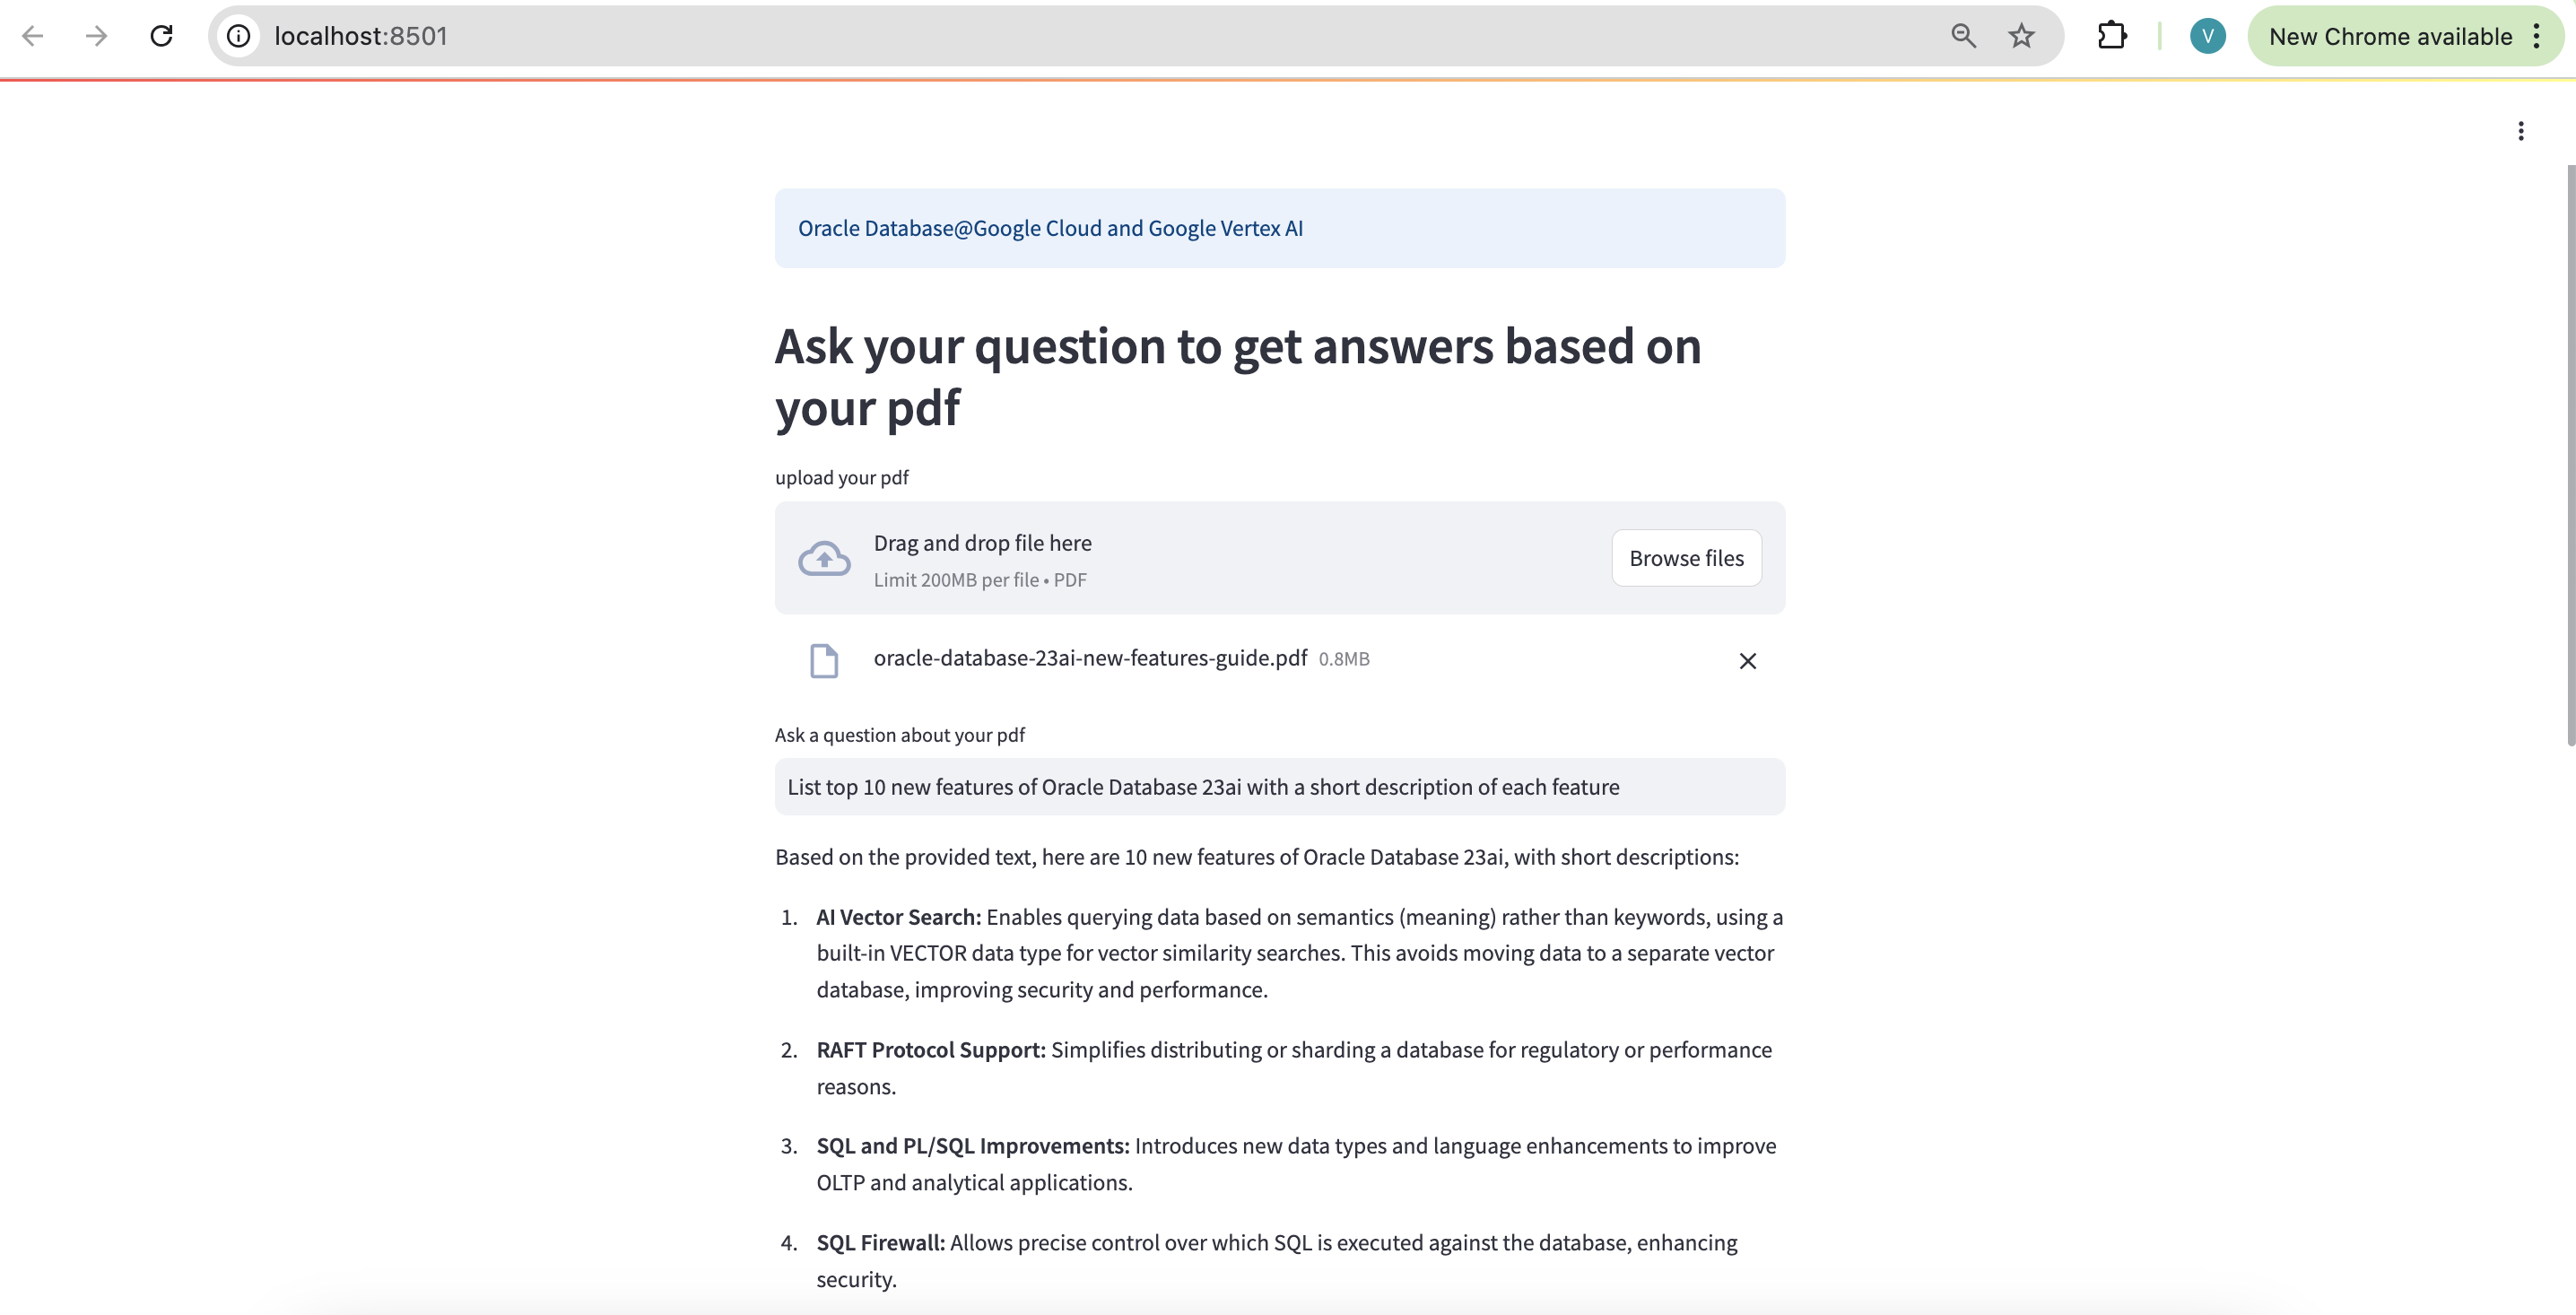 localhost:8501
V
New Chrome available
Oracle Database@Google Cloud and Google Vertex AI
Ask your question to get answers based on
your pdf
upload your pdf
Drag and drop file here
Limit 200MB per file • PDF
Browse files
oracle-database-23ai-new-features-guide.pdf 0.8MB
Ask a question about your pdf
List top 10 new features of Oracle Database 23ai with a short description of each feature
Based on the provided text, here are 10 new features of Oracle Database 23ai, with short descriptions:
1. AI Vector Search: Enables querying data based on semantics (meaning) rather than keywords, using a
built-in VECTOR data type for vector similarity searches. This avoids moving data to a separate vector
database, improving security and performance.
2. RAFT Protocol Support: Simplifies distributing or sharding a database for regulatory or performance
reasons.
3. SQL and PL/SQL Improvements: Introduces new data types and language enhancements to improve
OLTP and analytical applications.
4. SQL Firewall: Allows precise control over which SQL is executed against the database, enhancing
security.